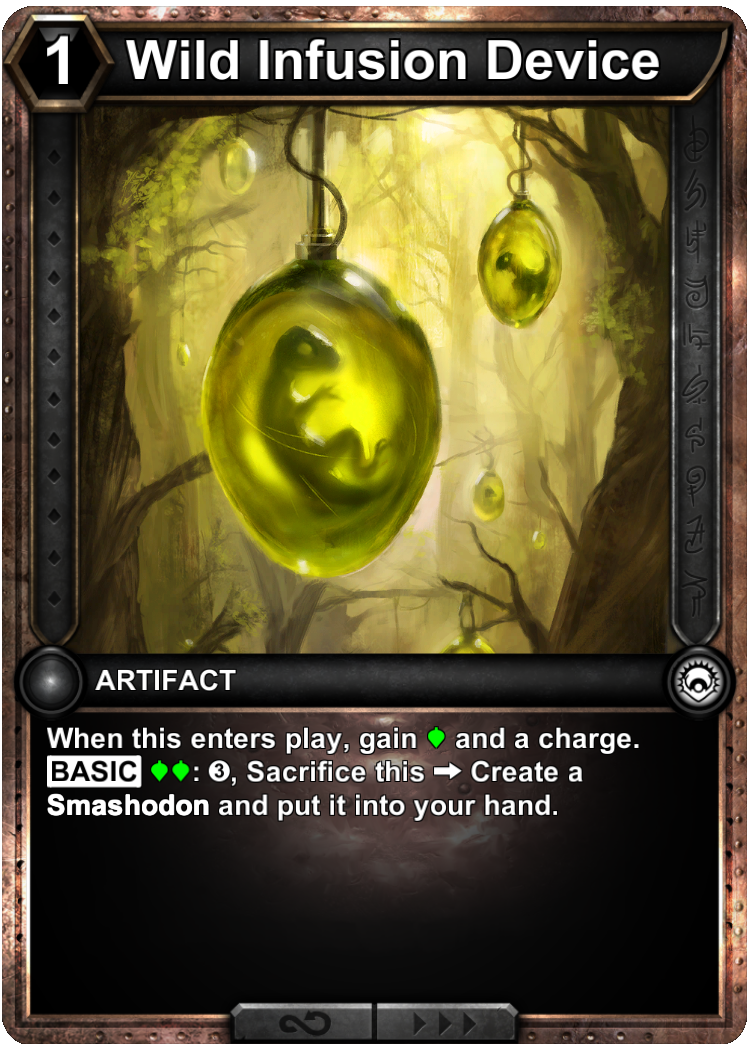 1
Wild Infusion Device
ARTIFACT
When this enters play, gain and a charge.
BASIC : ❸, Sacrifice this ➞ Create a
Smashodon and put it into your hand.